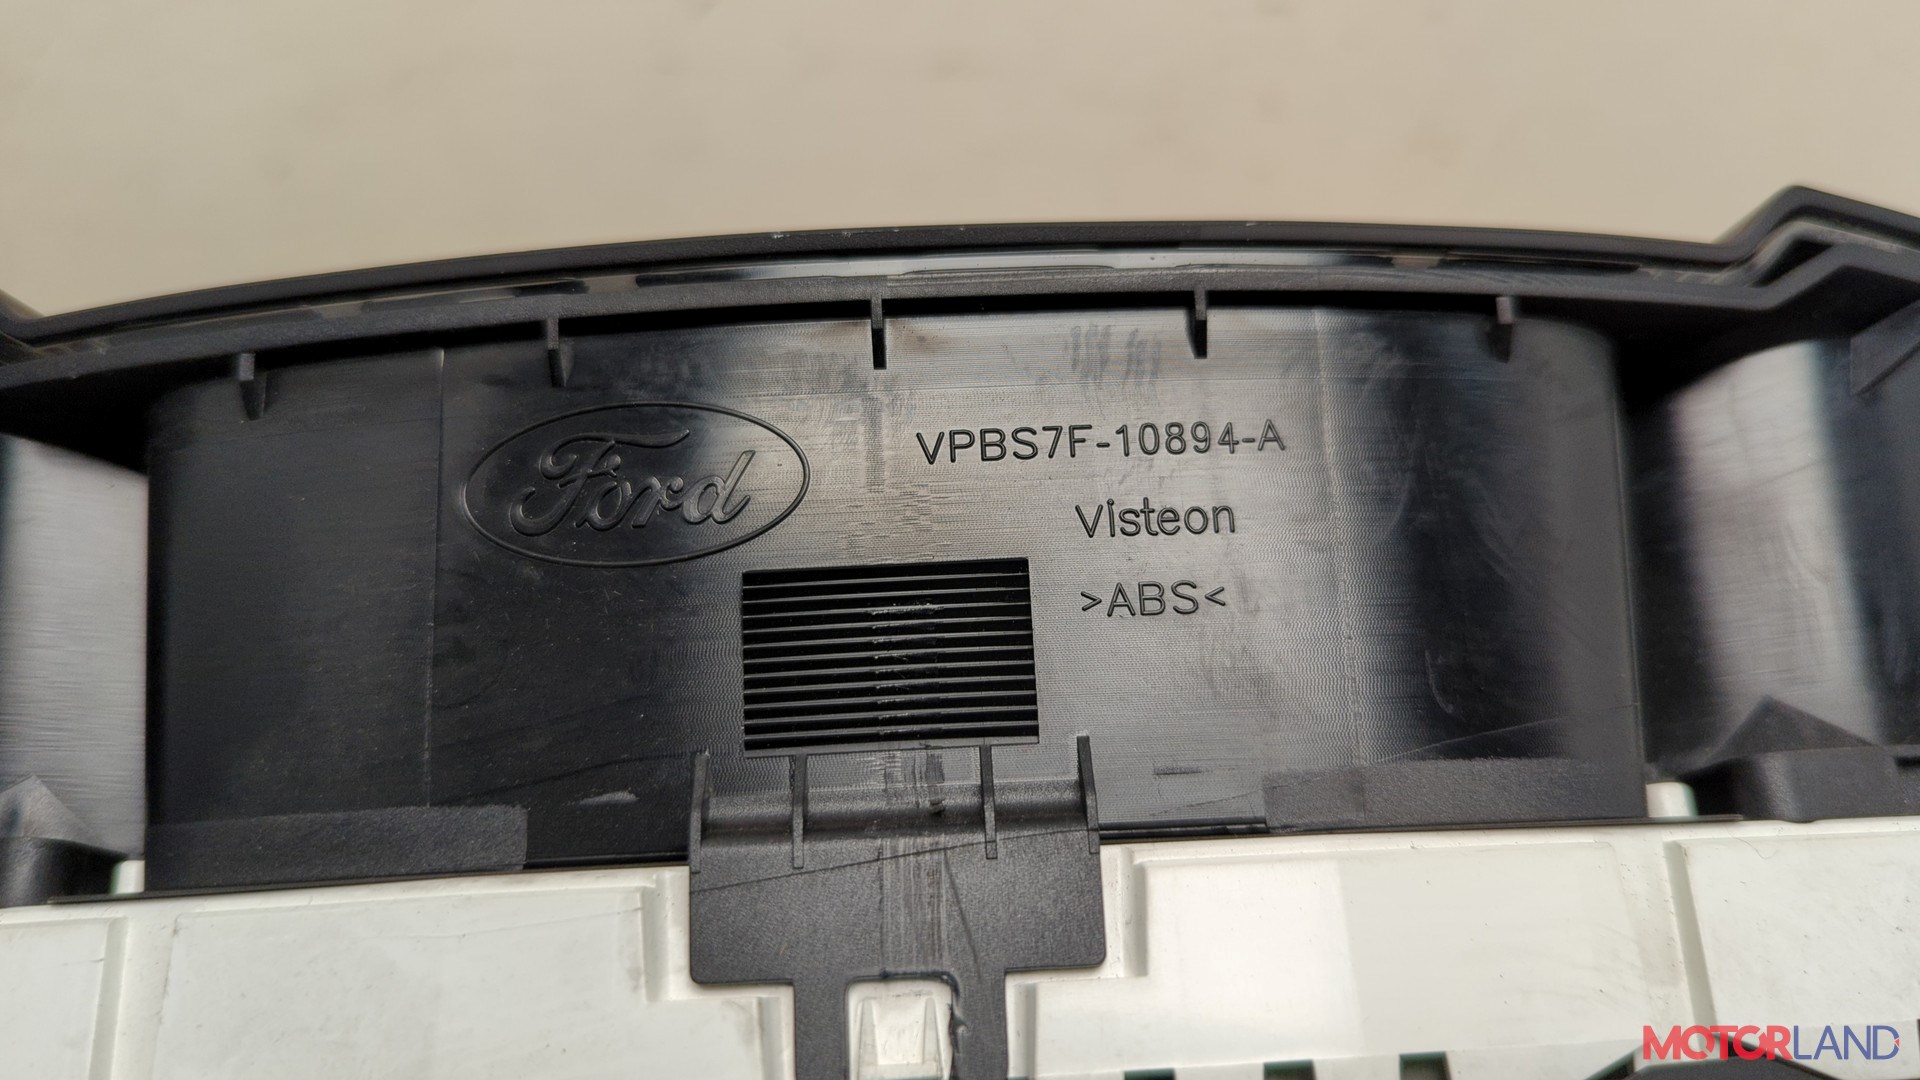 Ford
VPBS7F-10894-A
Visteon
>ABS<
MOTORLAND